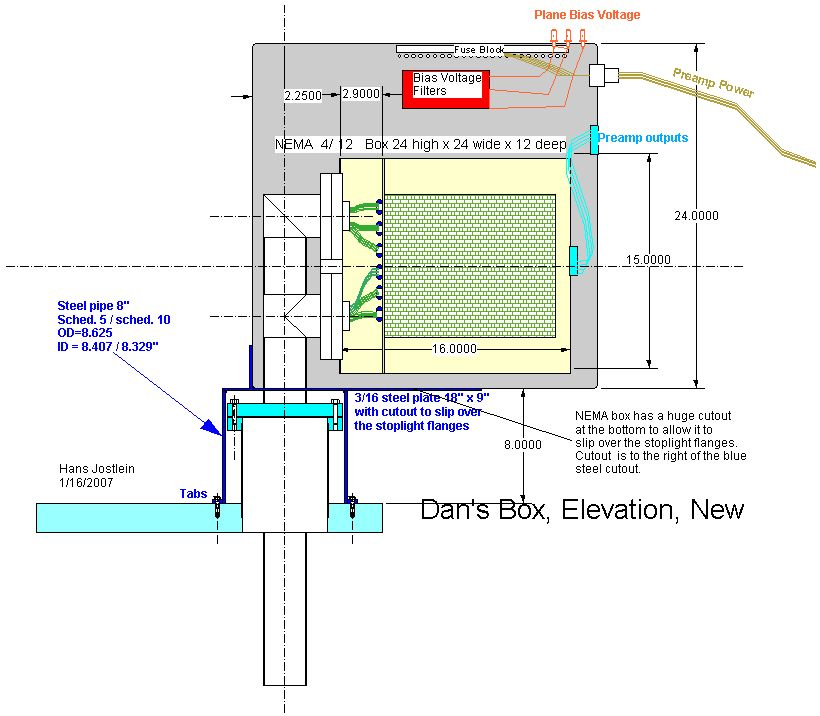 Plane Bias Voltage
Fuse Block
Bias Voltage
Filters
Preamp Power
2.2500
2.9000
Preamp outputs
NEMA 4/ 12 Box 24 high x 24 wide x 12 deep
24.0000
15.0000
Steel pipe 8"
Sched. 5 / sched. 10
OD=8.625
ID = 8.407 / 8.329"
16.0000
3/16 steel plate 18" x 9"
with cutout to slip over
the stoplight flanges
NEMA box has a huge cutout
at the bottom to allow it to
slip over the stoplight flanges.
Cutout is to the right of the blue
steel cutout.
8.0000
Hans Jostlein
1/16/2007
Tabs
Dan's Box, Elevation, New